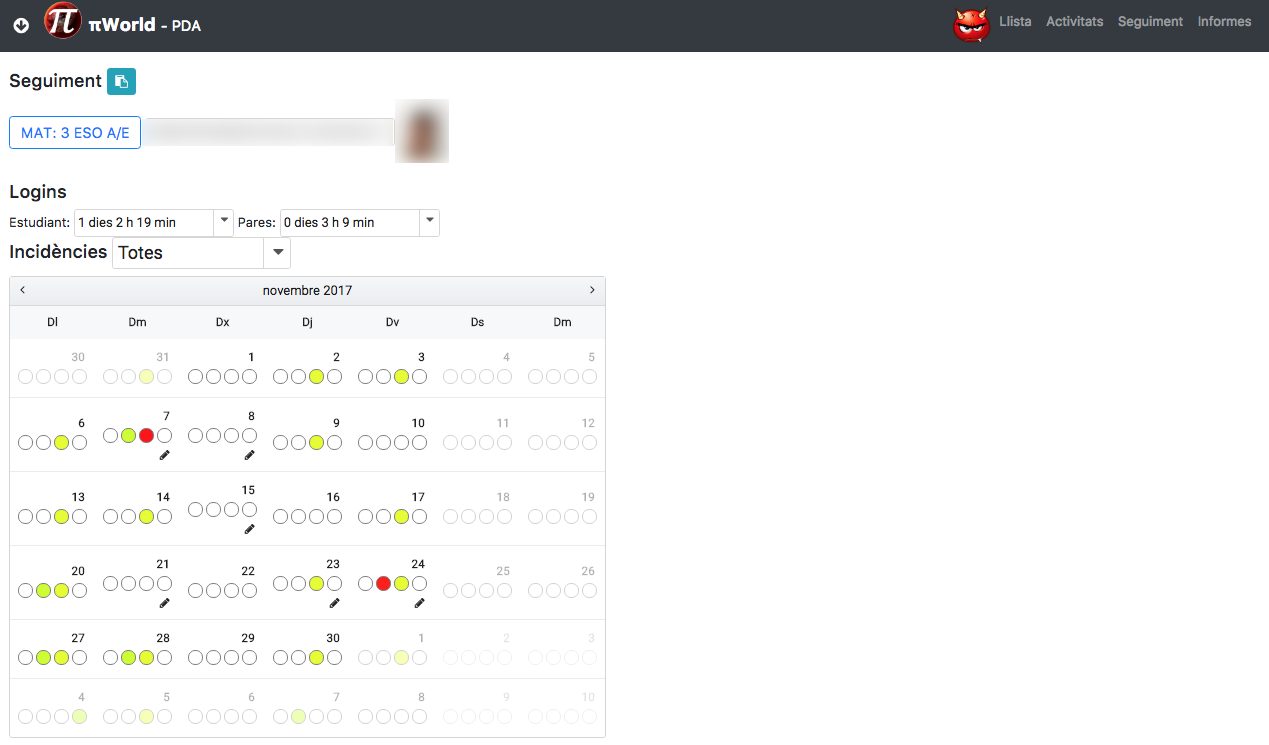 πWorld - PDA
Llista Activitats Seguiment Informes
Seguiment
MAT: 3 ESO A/E
Logins
Estudiant: 1 dies 2 h 19 min Pares: 0 dies 3 h 9 min
Incidències Totes
novembre 2017
Dl Dm Dx Dj Dv Ds Dm
30 31 1 2 3 4 5
6 7 8 9 10 11 12
13 14 15 16 17 18 19
20 21 22 23 24 25 26
27 28 29 30 1 2 3
4 5 6 7 8 9 10